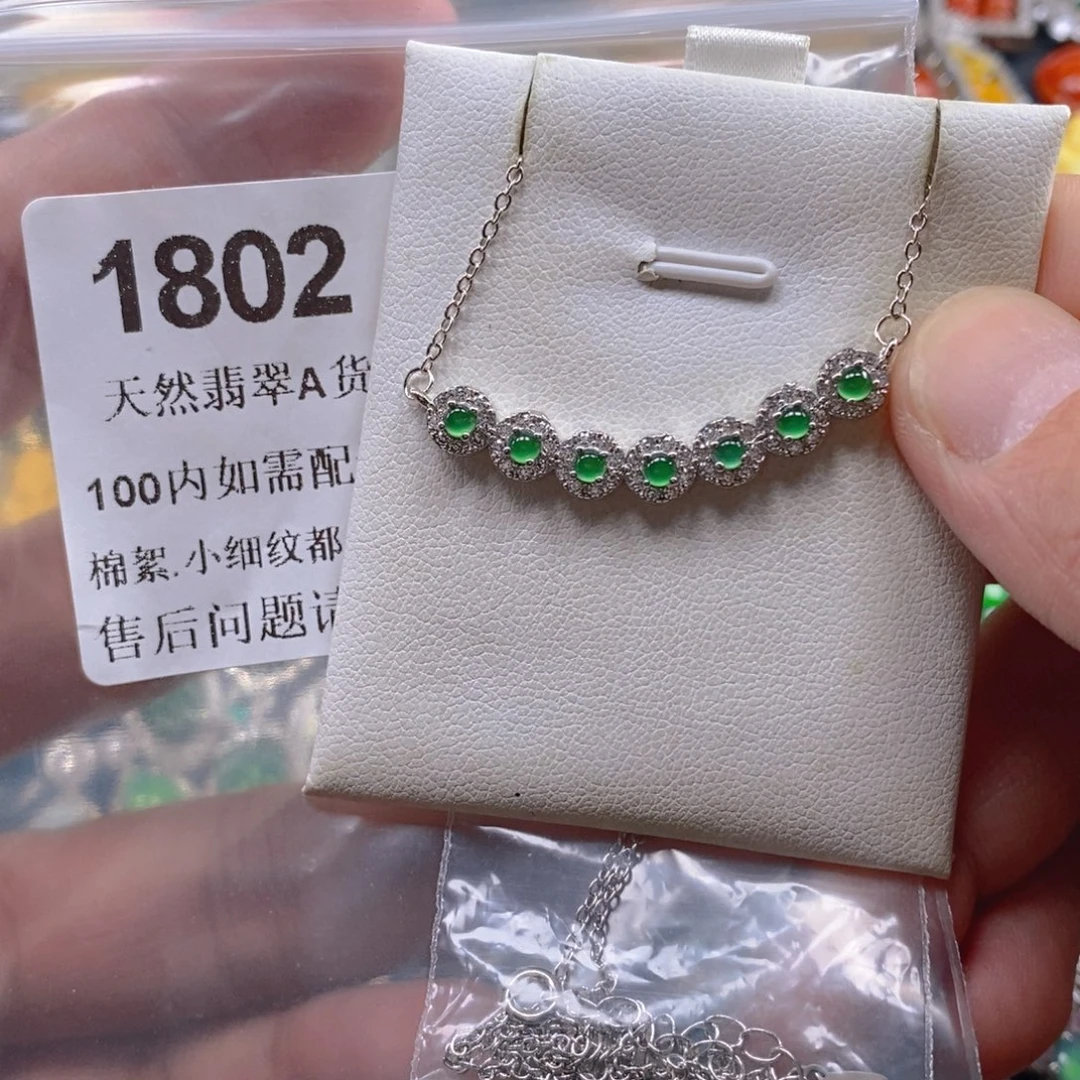 1802
天然翡翠A货
100内如需配
棉絮.小细纹都
售后问题请